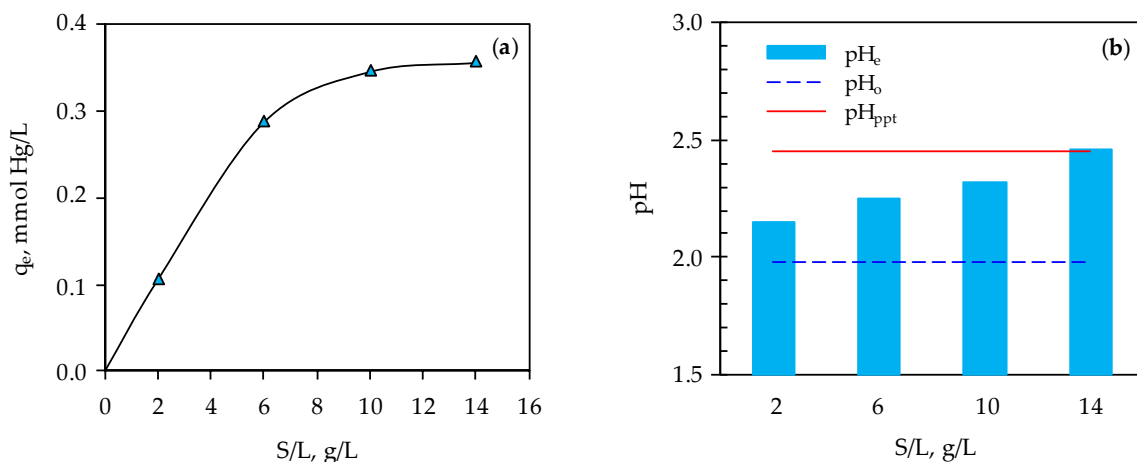 (a)
qe, mmol Hg/L
0.4
0.3
0.2
0.1
0.0
0 2 4 6 8 10 12 14 16
S/L, g/L
(b)
pHe
pHo
pHppt
pH
3.0
2.5
2.0
1.5
2 6 10 14
S/L, g/L